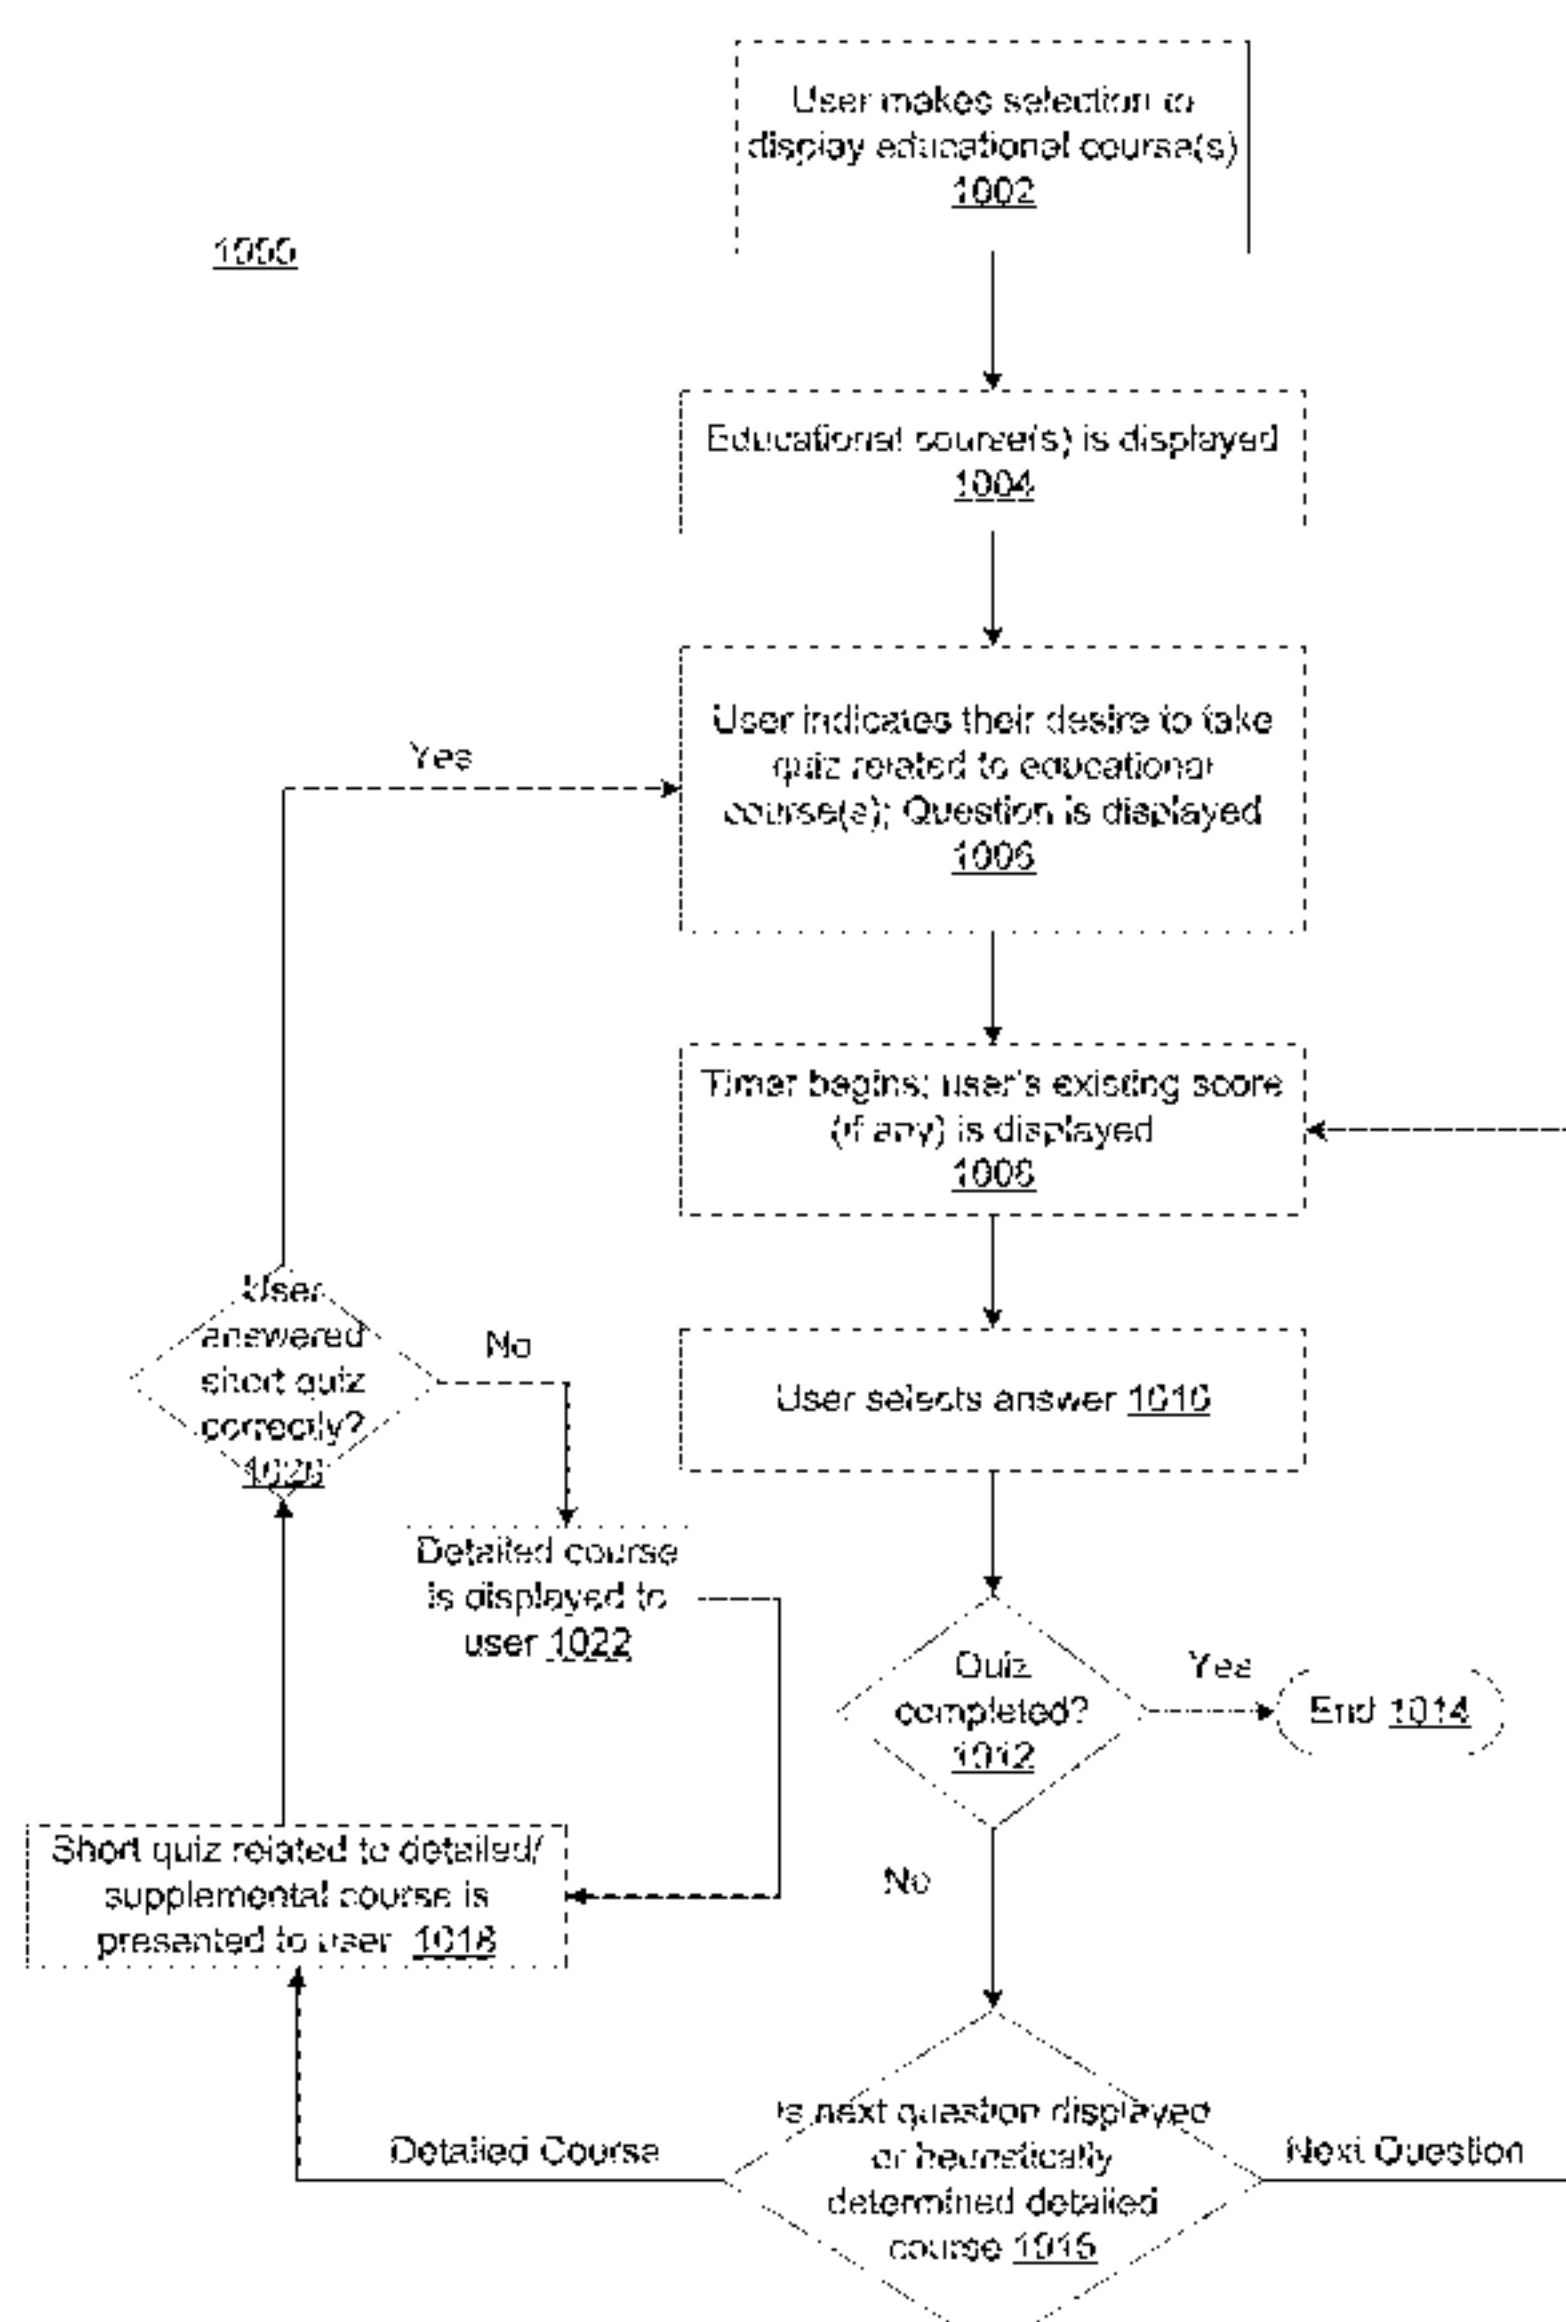 User makes selection to
display educational course(s)
1002
1000
Educational course(s) is displayed
1004
User indicates their desire to take
quiz related to educational
course(s); Question is displayed
1006
Yes
Timer begins; user's existing score
(if any) is displayed
1008
User
answered
short quiz
correctly?
1020
No
User selects answer 1010
Detailed course
is displayed to
user 1022
Quiz
completed?
1012
Yes
End 1014
No
Short quiz related to detailed/
supplemental course is
presented to user 1018
Is next question displayed
or heuristically
determined detailed
course 1016
Detailed Course
Next Question